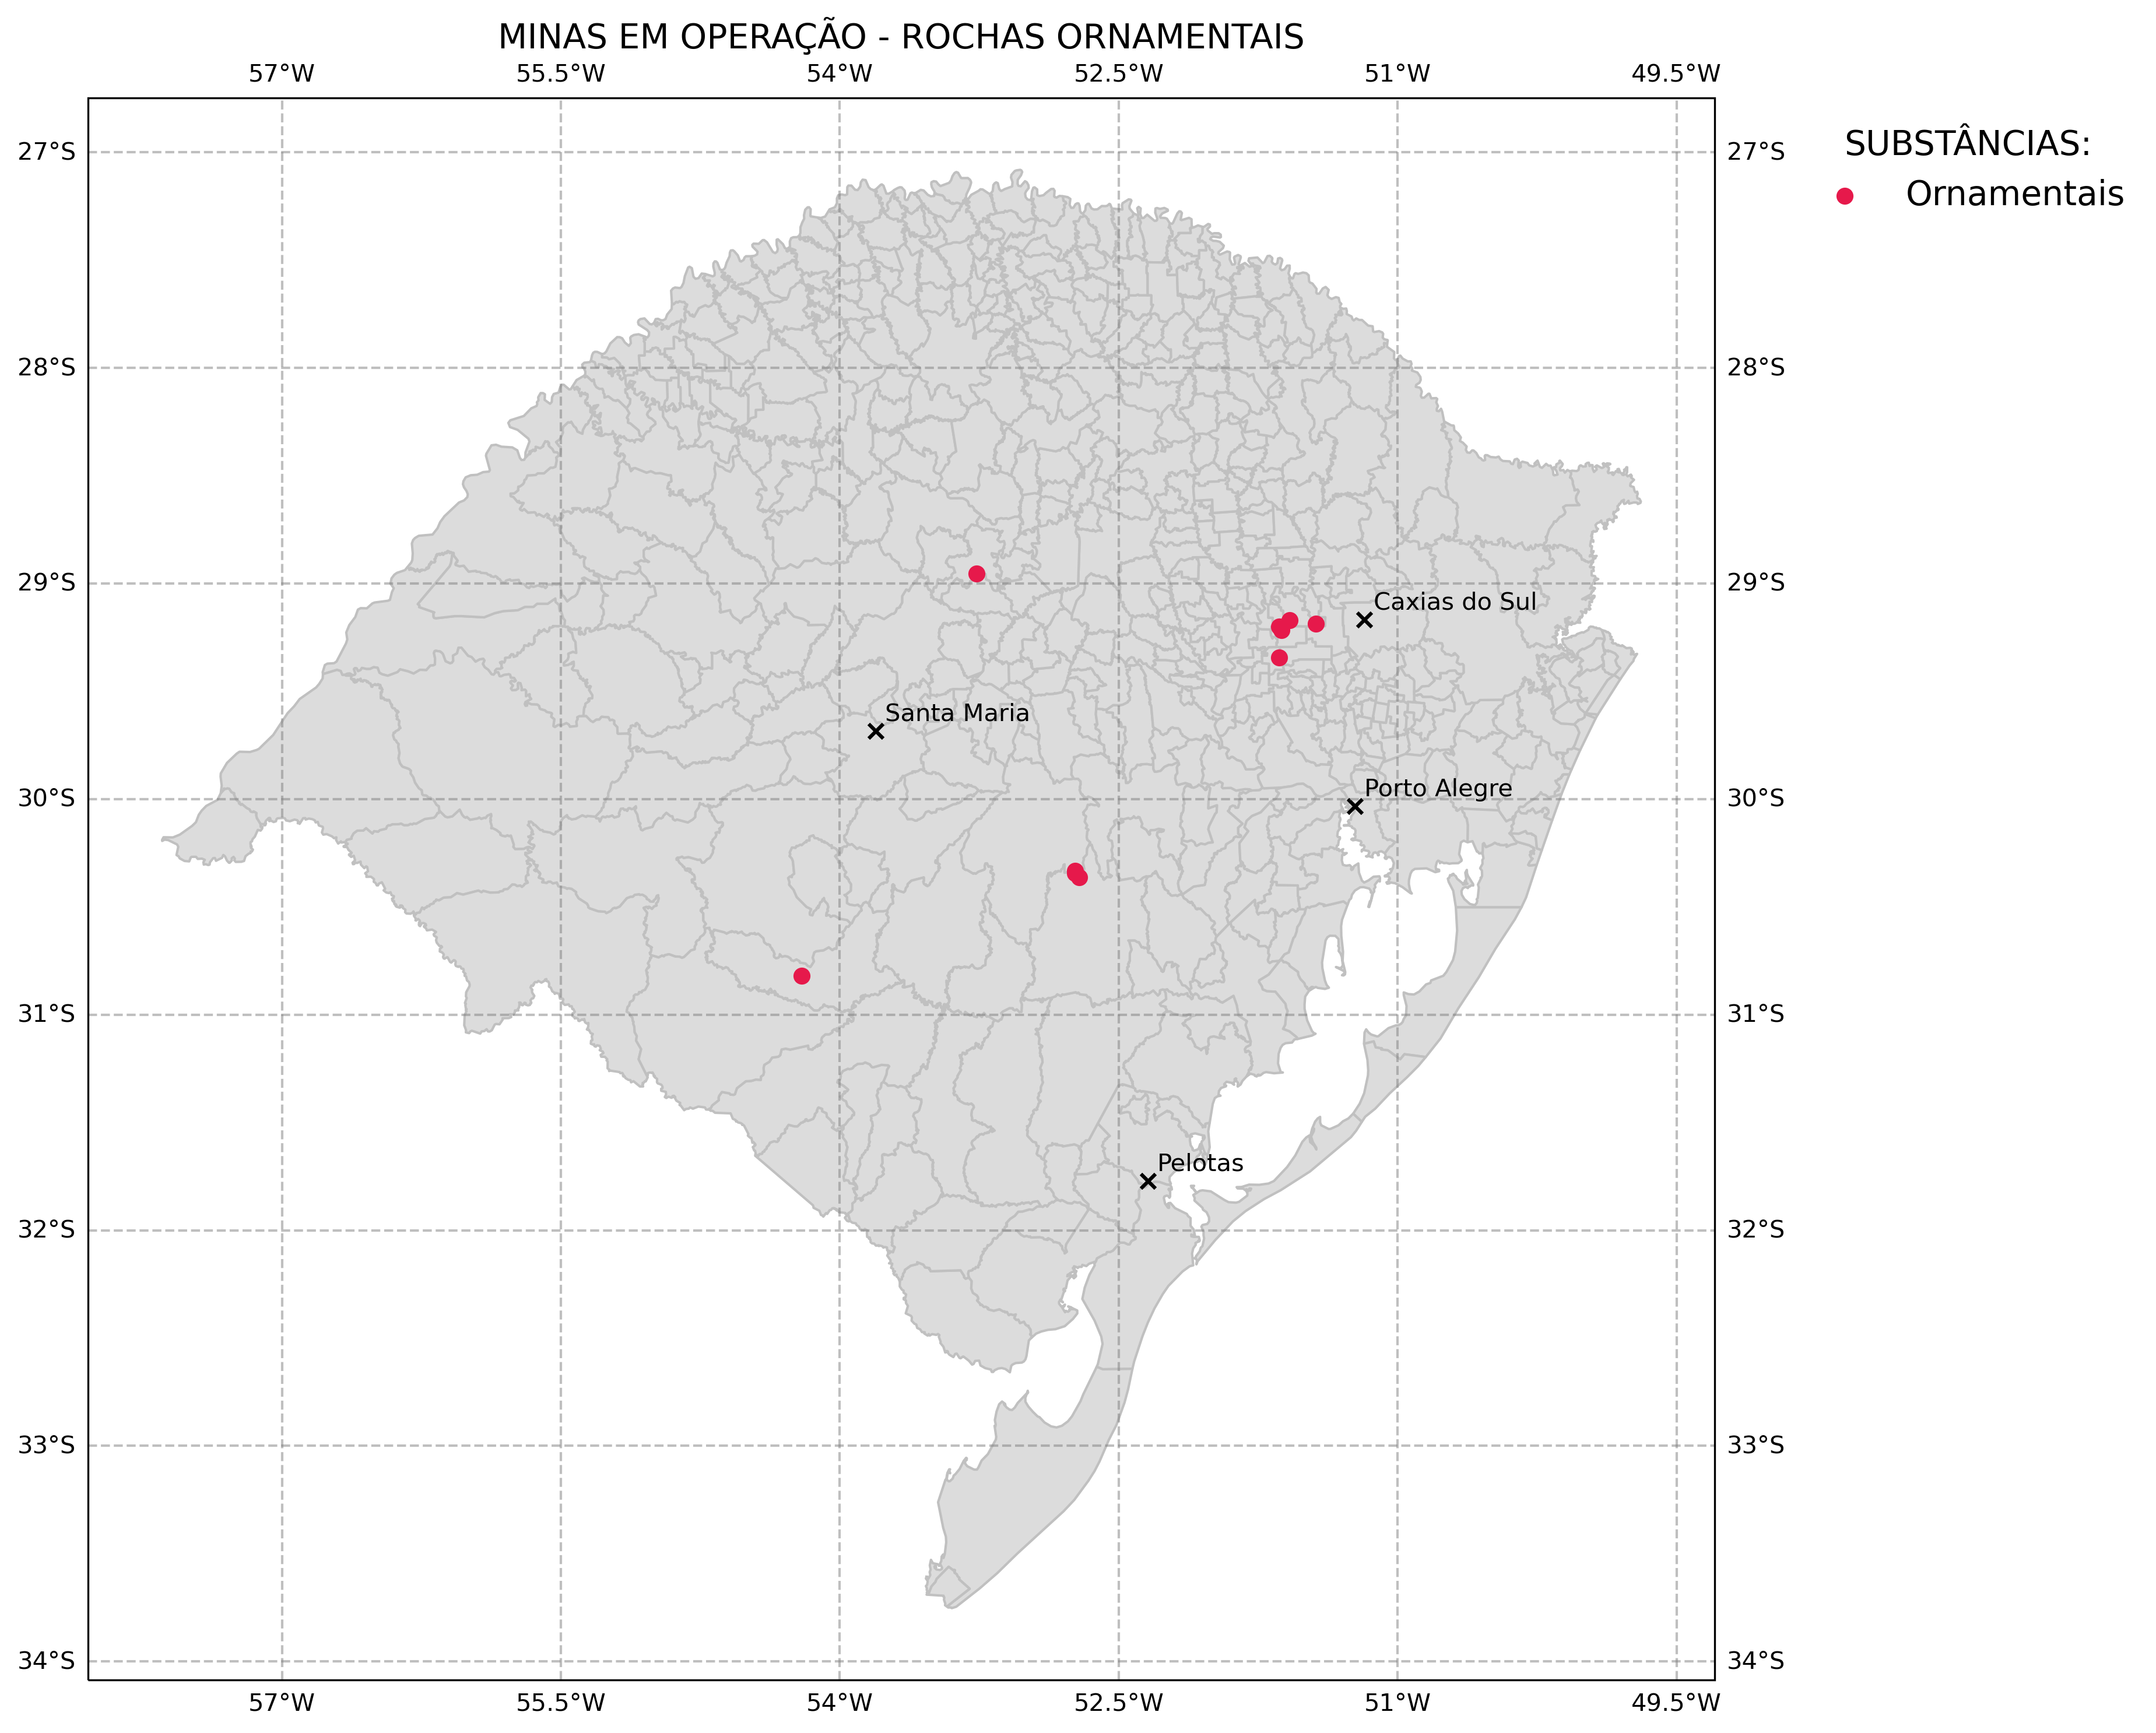 MINAS EM OPERAÇÃO - ROCHAS ORNAMENTAIS
57°W 55.5°W 54°W 52.5°W 51°W 49.5°W
SUBSTÂNCIAS:
Ornamentais
27°S 27°S
28°S 28°S
29°S 29°S
Caxias do Sul
Santa Maria
Porto Alegre
30°S 30°S
31°S 31°S
Pelotas
32°S 32°S
33°S 33°S
34°S 34°S
57°W 55.5°W 54°W 52.5°W 51°W 49.5°W